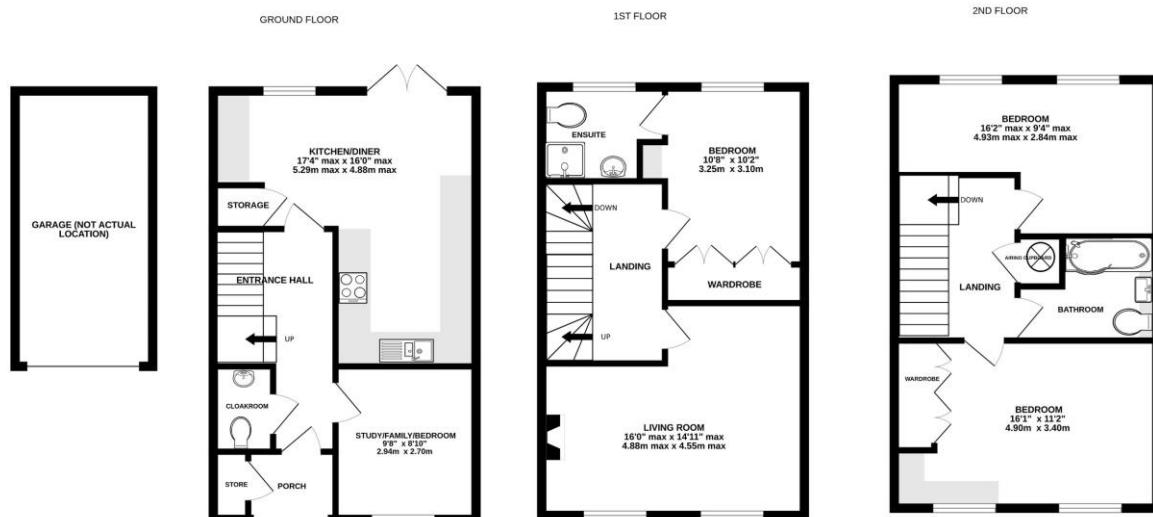 GROUND FLOOR
GARAGE (NOT ACTUAL
LOCATION)
KITCHEN/DINER
17'4" max x 16'0" max
5.29m max x 4.88m max
STORAGE
ENTRANCE HALL
UP
CLOAKROOM
STUDY/FAMILY/BEDROOM
9'8" x 8'10"
2.94m x 2.70m
STORE
PORCH
1ST FLOOR
ENSUITE
BEDROOM
10'8" x 10'2"
3.25m x 3.10m
DOWN
LANDING
WARDROBE
UP
LIVING ROOM
16'0" max x 14'11" max
4.88m max x 4.55m max
2ND FLOOR
BEDROOM
16'2" max x 9'4" max
4.93m max x 2.84m max
DOWN
AIRING CUPBOARD
LANDING
BATHROOM
WARDROBE
BEDROOM
16'1" x 11'2"
4.90m x 3.40m